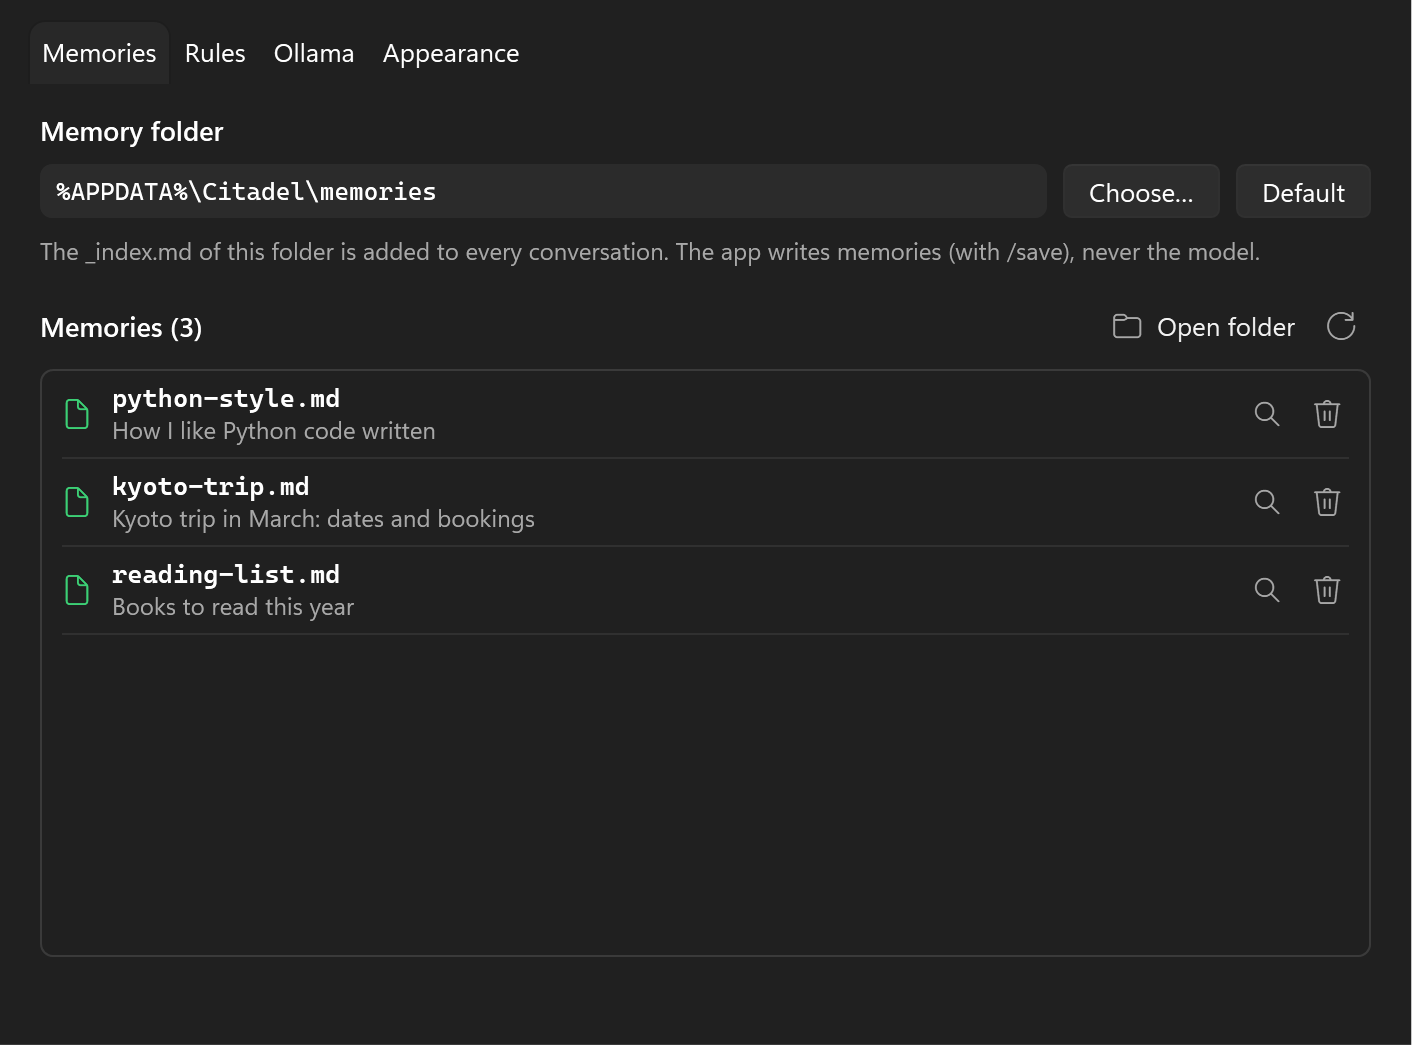 Memories Rules Ollama Appearance
Memory folder
%APPDATA%\Citadel\memories Choose... Default
The _index.md of this folder is added to every conversation. The app writes memories (with /save), never the model.
Memories (3) Open folder
python-style.md
How I like Python code written
kyoto-trip.md
Kyoto trip in March: dates and bookings
reading-list.md
Books to read this year